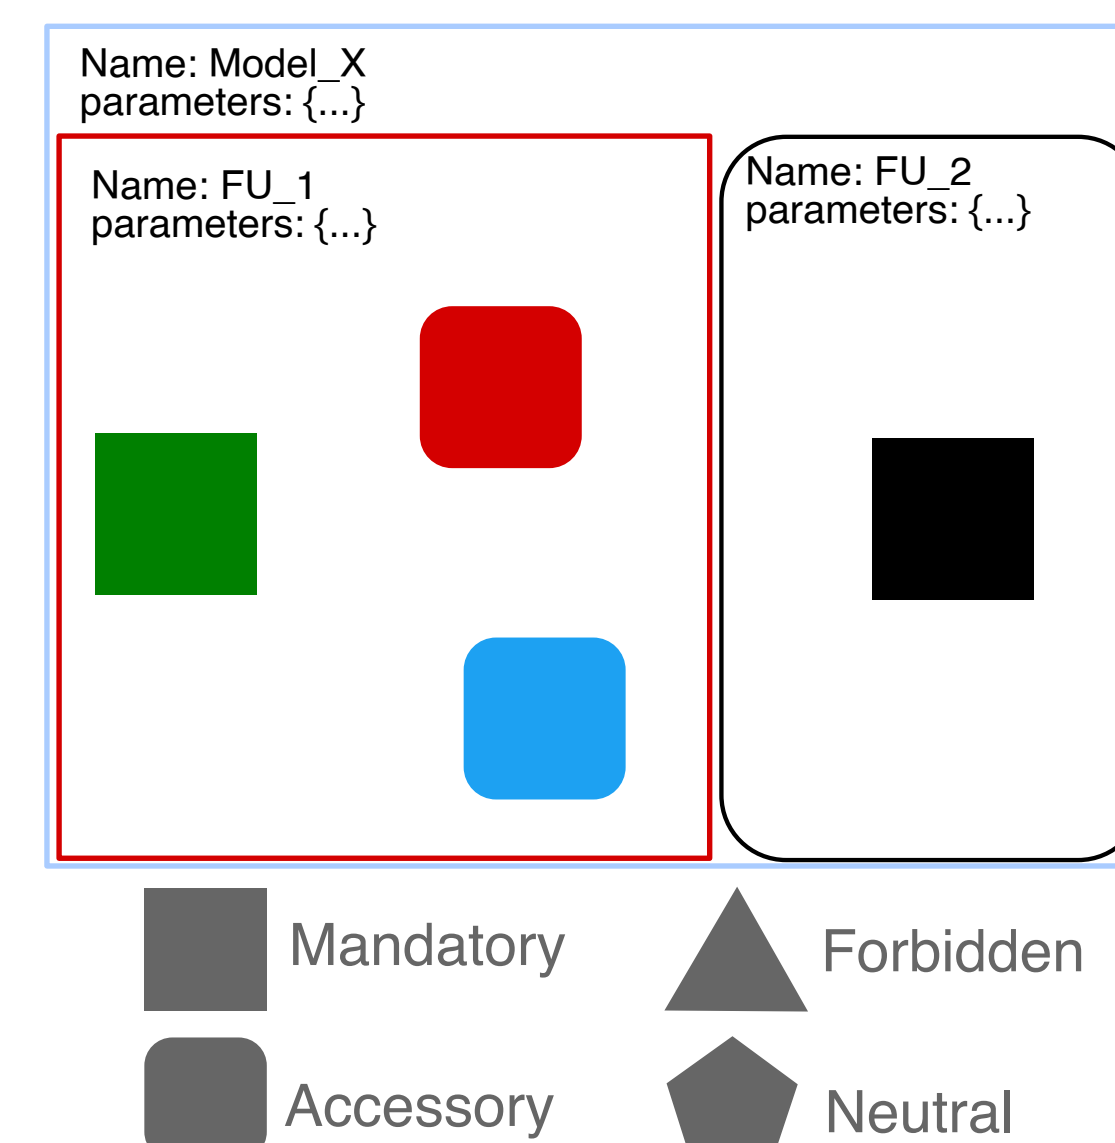 Name: Model_X
parameters: {...}
Name: FU_1
parameters: {...}
Name: FU_2
parameters: {...}
Mandatory
Forbidden
Accessory
Neutral